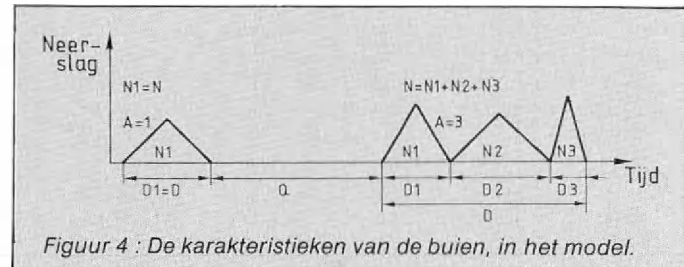 Neer-
slag
N1=N
A=1
N1
N=N1+N2+N3
A=3
N1
N2
N3
Tijd
D1=D
a
D1
D2
D3
D
Figuur 4 : De karakteristieken van de buien, in het model.